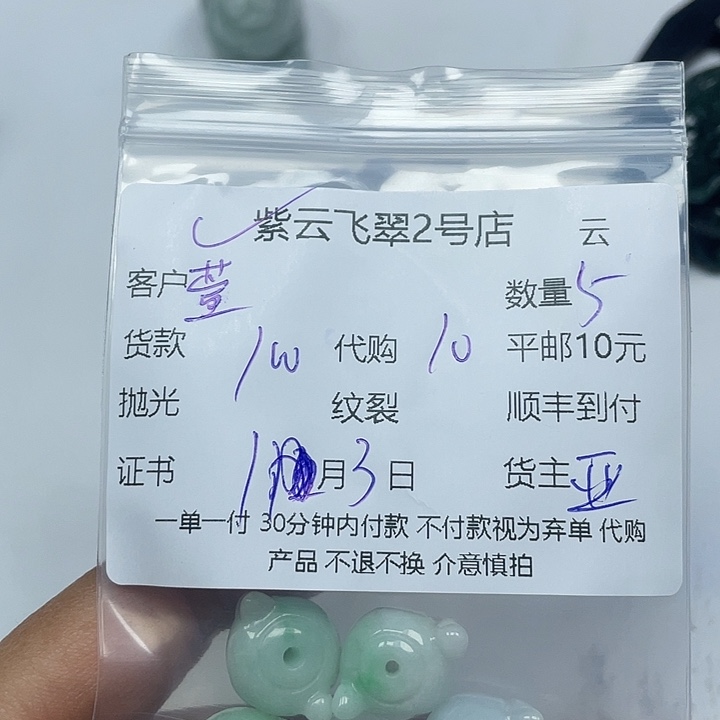 紫云飞翠2号店 云
客户 萱 数量 5
货款 100 代购 10 平邮10元
抛光 纹裂 顺丰到付
证书 月3日 货主 亚
一单一付 30分钟内付款 不付款视为弃单 代购
产品 不退不换 介意慎拍